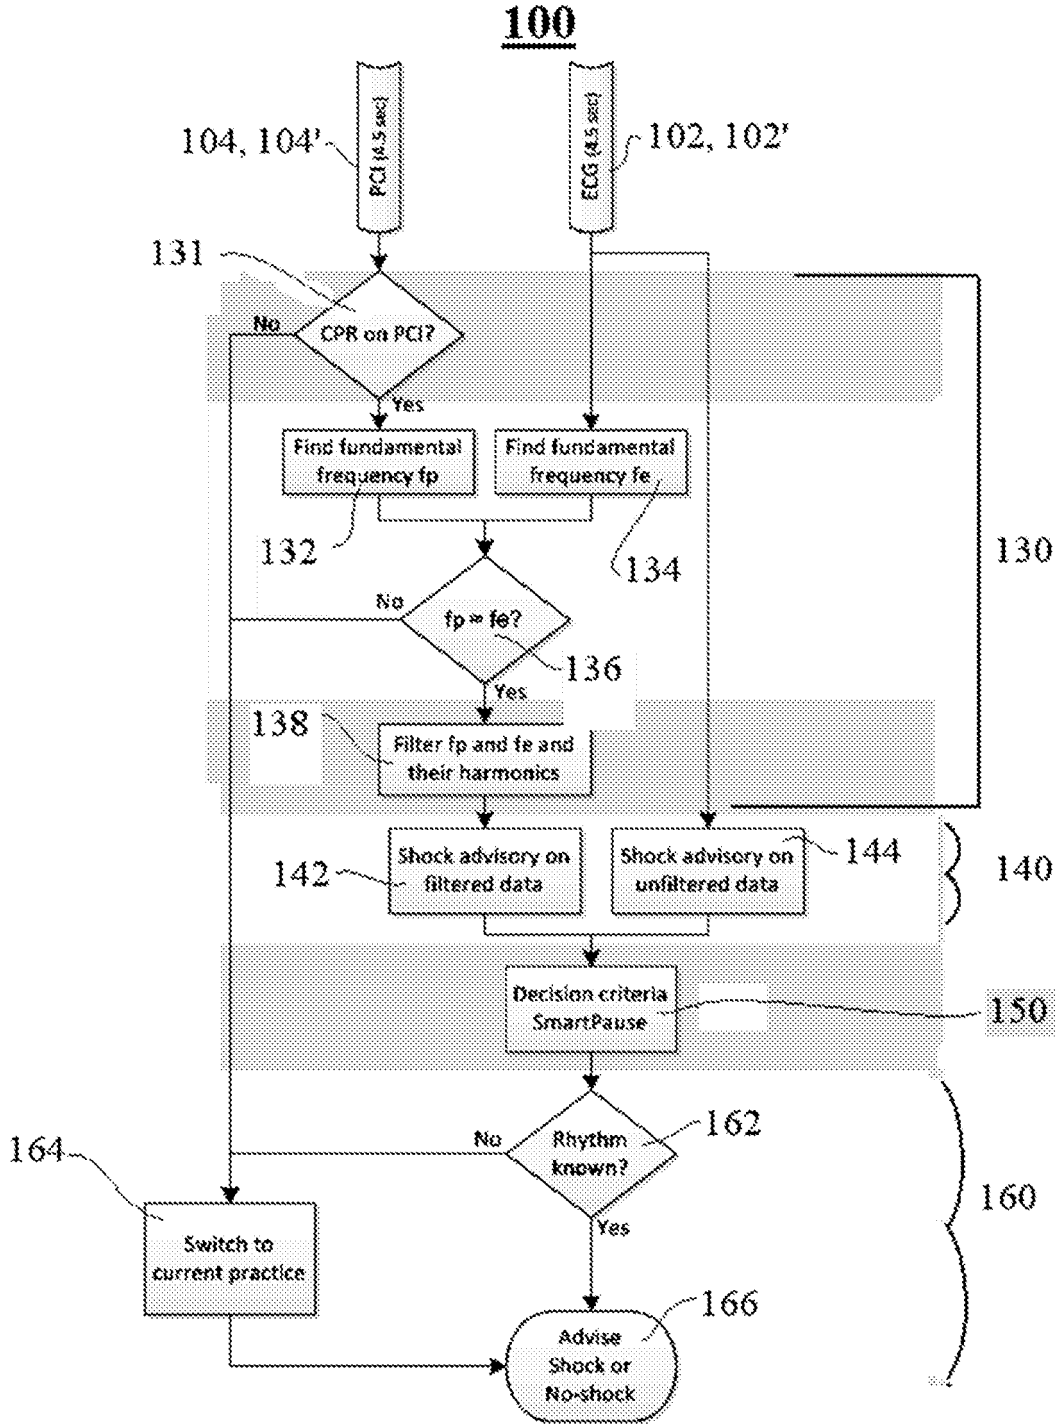 100
PCI (4.5 sec)
ECG (4.5 sec)
104, 104'
102, 102'
131
CPR on PCI?
No
Yes
Find fundamental
frequency fp
Find fundamental
frequency fe
132
134
130
fp = fe?
No
136
Yes
138
Filter fp and fe and
their harmonics
Shock advisory on
filtered data
Shock advisory on
unfiltered data
142
144
140
Decision criteria
SmartPause
150
Rhythm
known?
No
162
Yes
164
160
Switch to
current practice
166
Advise
Shock or
No-shock